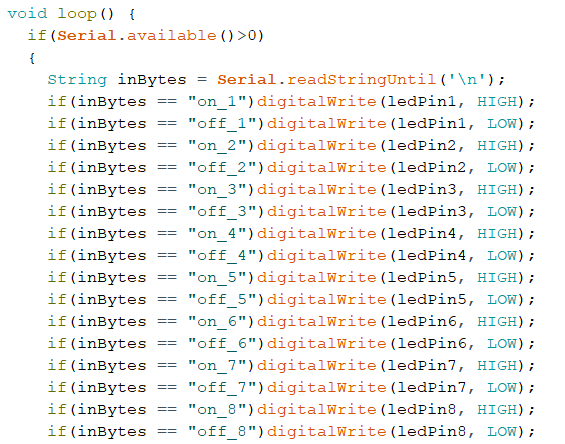 void loop() {
if(Serial.available()>0)
{
String inBytes = Serial.readStringUntil('\n');
if(inBytes == "on_1")digitalWrite(ledPin1, HIGH);
if(inBytes == "off_1")digitalWrite(ledPin1, LOW);
if(inBytes == "on_2")digitalWrite(ledPin2, HIGH);
if(inBytes == "off_2")digitalWrite(ledPin2, LOW);
if(inBytes == "on_3")digitalWrite(ledPin3, HIGH);
if(inBytes == "off_3")digitalWrite(ledPin3, LOW);
if(inBytes == "on_4")digitalWrite(ledPin4, HIGH);
if(inBytes == "off_4")digitalWrite(ledPin4, LOW);
if(inBytes == "on_5")digitalWrite(ledPin5, HIGH);
if(inBytes == "off_5")digitalWrite(ledPin5, LOW);
if(inBytes == "on_6")digitalWrite(ledPin6, HIGH);
if(inBytes == "off_6")digitalWrite(ledPin6, LOW);
if(inBytes == "on_7")digitalWrite(ledPin7, HIGH);
if(inBytes == "off_7")digitalWrite(ledPin7, LOW);
if(inBytes == "on_8")digitalWrite(ledPin8, HIGH);
if(inBytes == "off_8")digitalWrite(ledPin8, LOW);